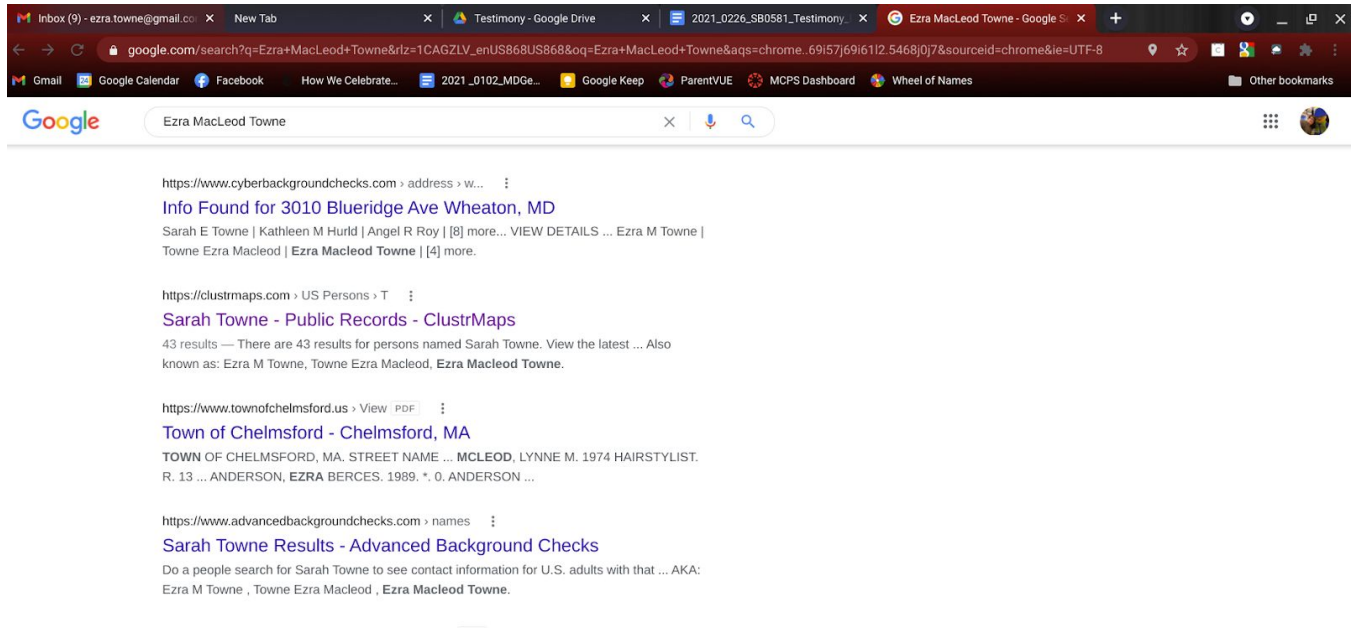 Inbox (9) - ezra.towne@gmail.co
New Tab
Testimony - Google Drive
2021_0226_SB0581_Testimony_
Ezra MacLeod Towne - Google S
google.com/search?q=Ezra+MacLeod+Towne&rlz=1CAGZLV_enUS868US868&oq=Ezra+MacLeod+Towne&aqs=chrome..69i57j69i61l2.5468j0j7&sourceid=chrome&ie=UTF-8
Gmail
Google Calendar
Facebook
How We Celebrate...
2021 _0102_MDGe...
Google Keep
ParentVUE
MCPS Dashboard
Wheel of Names
Other bookmarks
Google
Ezra MacLeod Towne
https://www.cyberbackgroundchecks.com › address › w...
Info Found for 3010 Blueridge Ave Wheaton, MD
Sarah E Towne | Kathleen M Hurld | Angel R Roy | [8] more... VIEW DETAILS ... Ezra M Towne |
Towne Ezra Macleod | Ezra Macleod Towne | [4] more.
https://clustrmaps.com › US Persons › T
Sarah Towne - Public Records - ClustrMaps
43 results — There are 43 results for persons named Sarah Towne. View the latest ... Also
known as: Ezra M Towne, Towne Ezra Macleod, Ezra Macleod Towne.
https://www.townofchelmsford.us › View PDF
Town of Chelmsford - Chelmsford, MA
TOWN OF CHELMSFORD, MA. STREET NAME ... MCLEOD, LYNNE M. 1974 HAIRSTYLIST.
R. 13 ... ANDERSON, EZRA BERCES. 1989. *. 0. ANDERSON ...
https://www.advancedbackgroundchecks.com › names
Sarah Towne Results - Advanced Background Checks
Do a people search for Sarah Towne to see contact information for U.S. adults with that ... AKA:
Ezra M Towne , Towne Ezra Macleod , Ezra Macleod Towne.